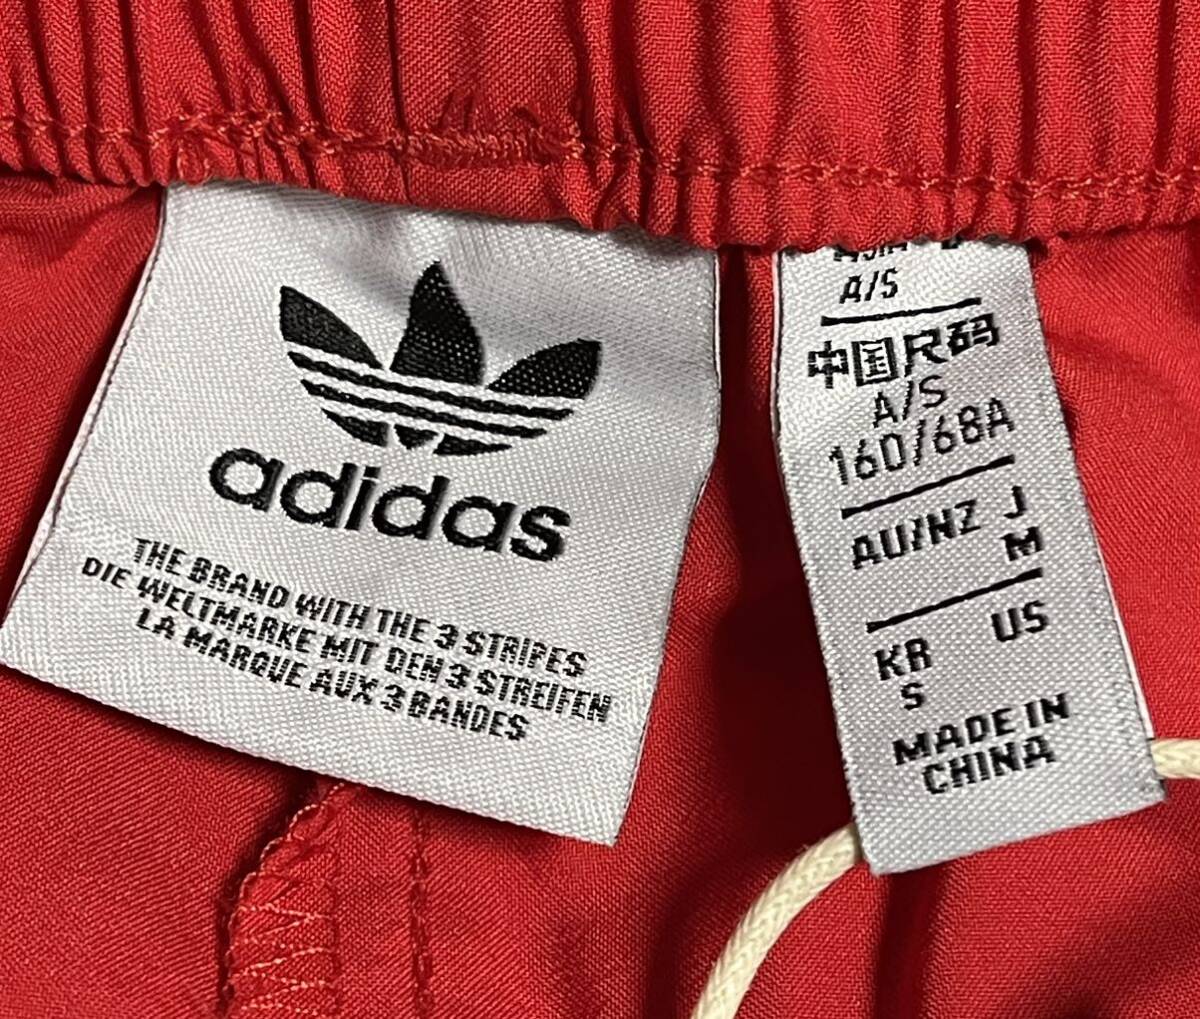 adidas
THE BRAND WITH THE 3 STRIPES
DIE WELTMARKE MIT DEN 3 STREIFEN
LA MARQUE AUX 3 BANDES
A/S
中国尺码
A/S
160/68A
AU/NZ J
M
KR US
S
MADE IN
CHINA